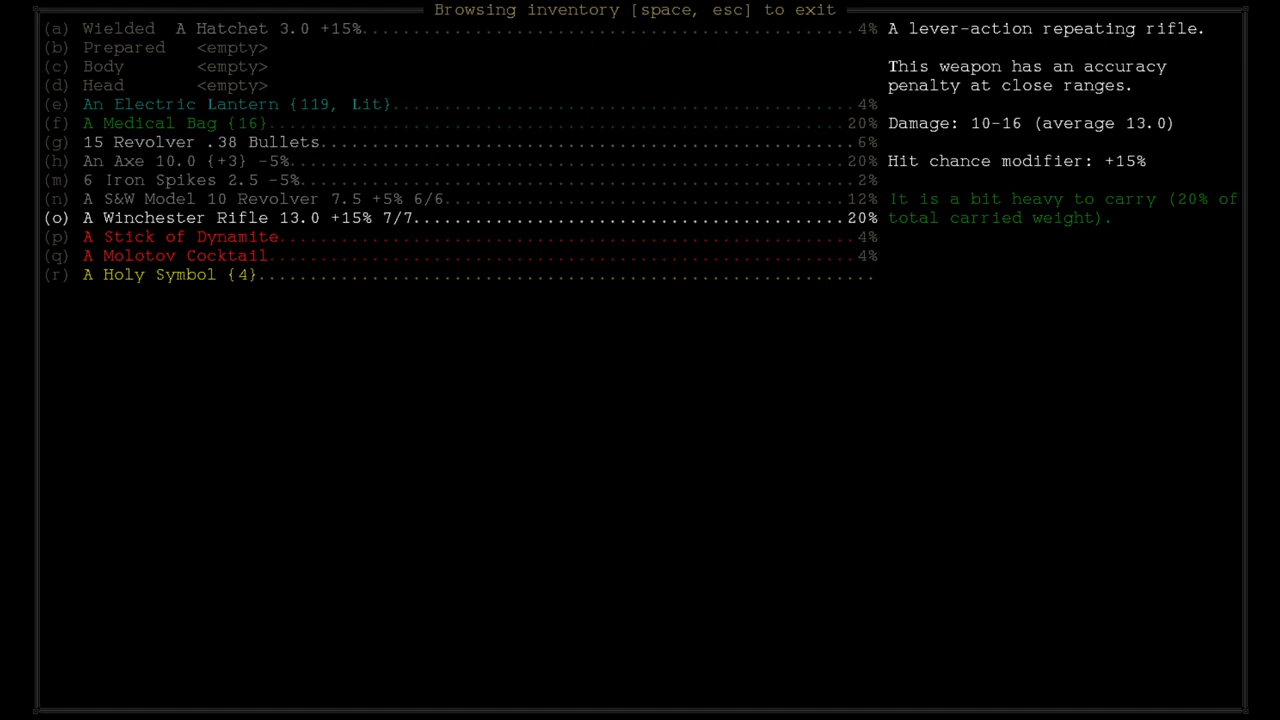 Browsing inventory [space, esc] to exit
(a) Wielded A Hatchet 3.0 +15%................................................4%
(b) Prepared <empty>
(c) Body <empty>
(d) Head <empty>
(e) An Electric Lantern {119, Lit}.............................................4%
(f) A Medical Bag {16}.........................................................20%
(g) 15 Revolver .38 Bullets....................................................6%
(h) An Axe 10.0 {+3} -5%.......................................................20%
(m) 6 Iron Spikes 2.5 -5%......................................................2%
(n) A S&W Model 10 Revolver 7.5 +5% 6/6........................................12%
(o) A Winchester Rifle 13.0 +15% 7/7...........................................20%
(p) A Stick of Dynamite........................................................4%
(q) A Molotov Cocktail.........................................................4%
(r) A Holy Symbol {4}............................................................
A lever-action repeating rifle.
This weapon has an accuracy
penalty at close ranges.
Damage: 10-16 (average 13.0)
Hit chance modifier: +15%
It is a bit heavy to carry (20% of
total carried weight).